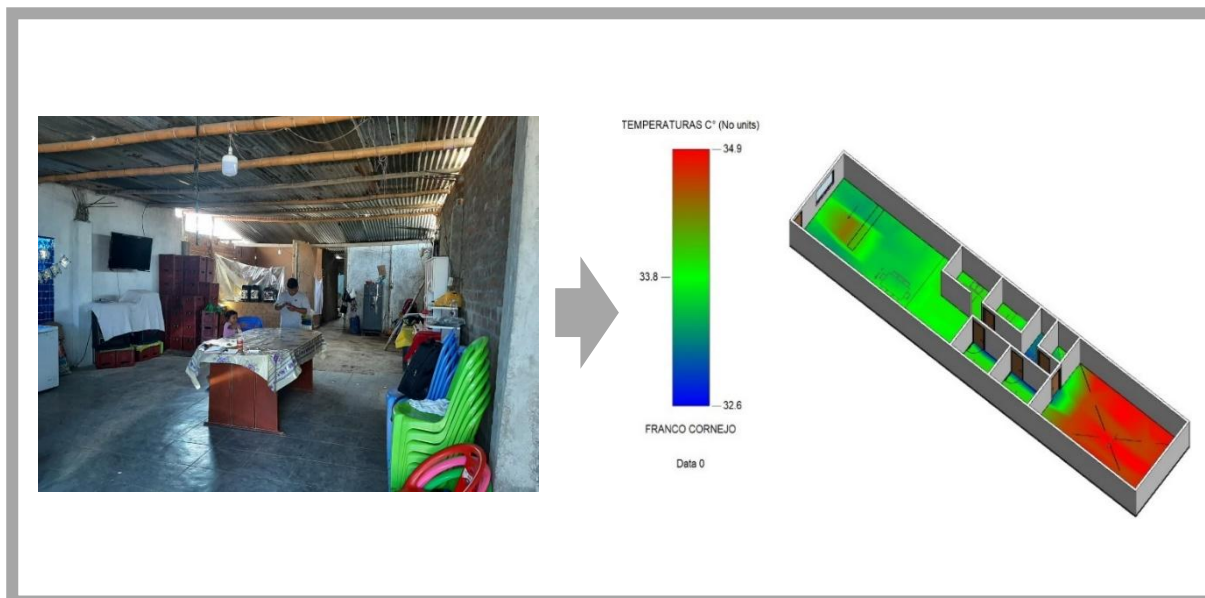 TEMPERATURAS C° (No units)
34.9
33.8
32.6
FRANCO CORNEJO
Data 0